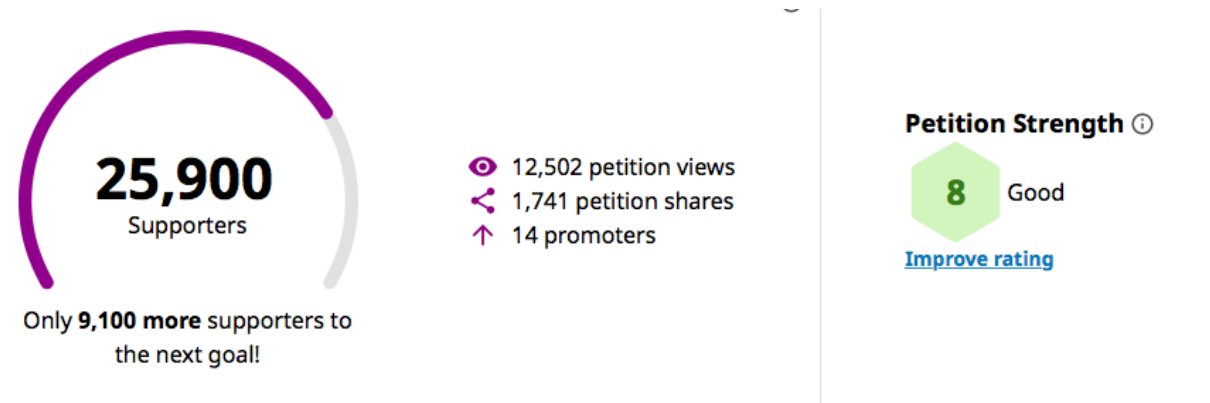 25,900
Supporters
Only 9,100 more supporters to
the next goal!
12,502 petition views
1,741 petition shares
14 promoters
Petition Strength
8
Good
Improve rating